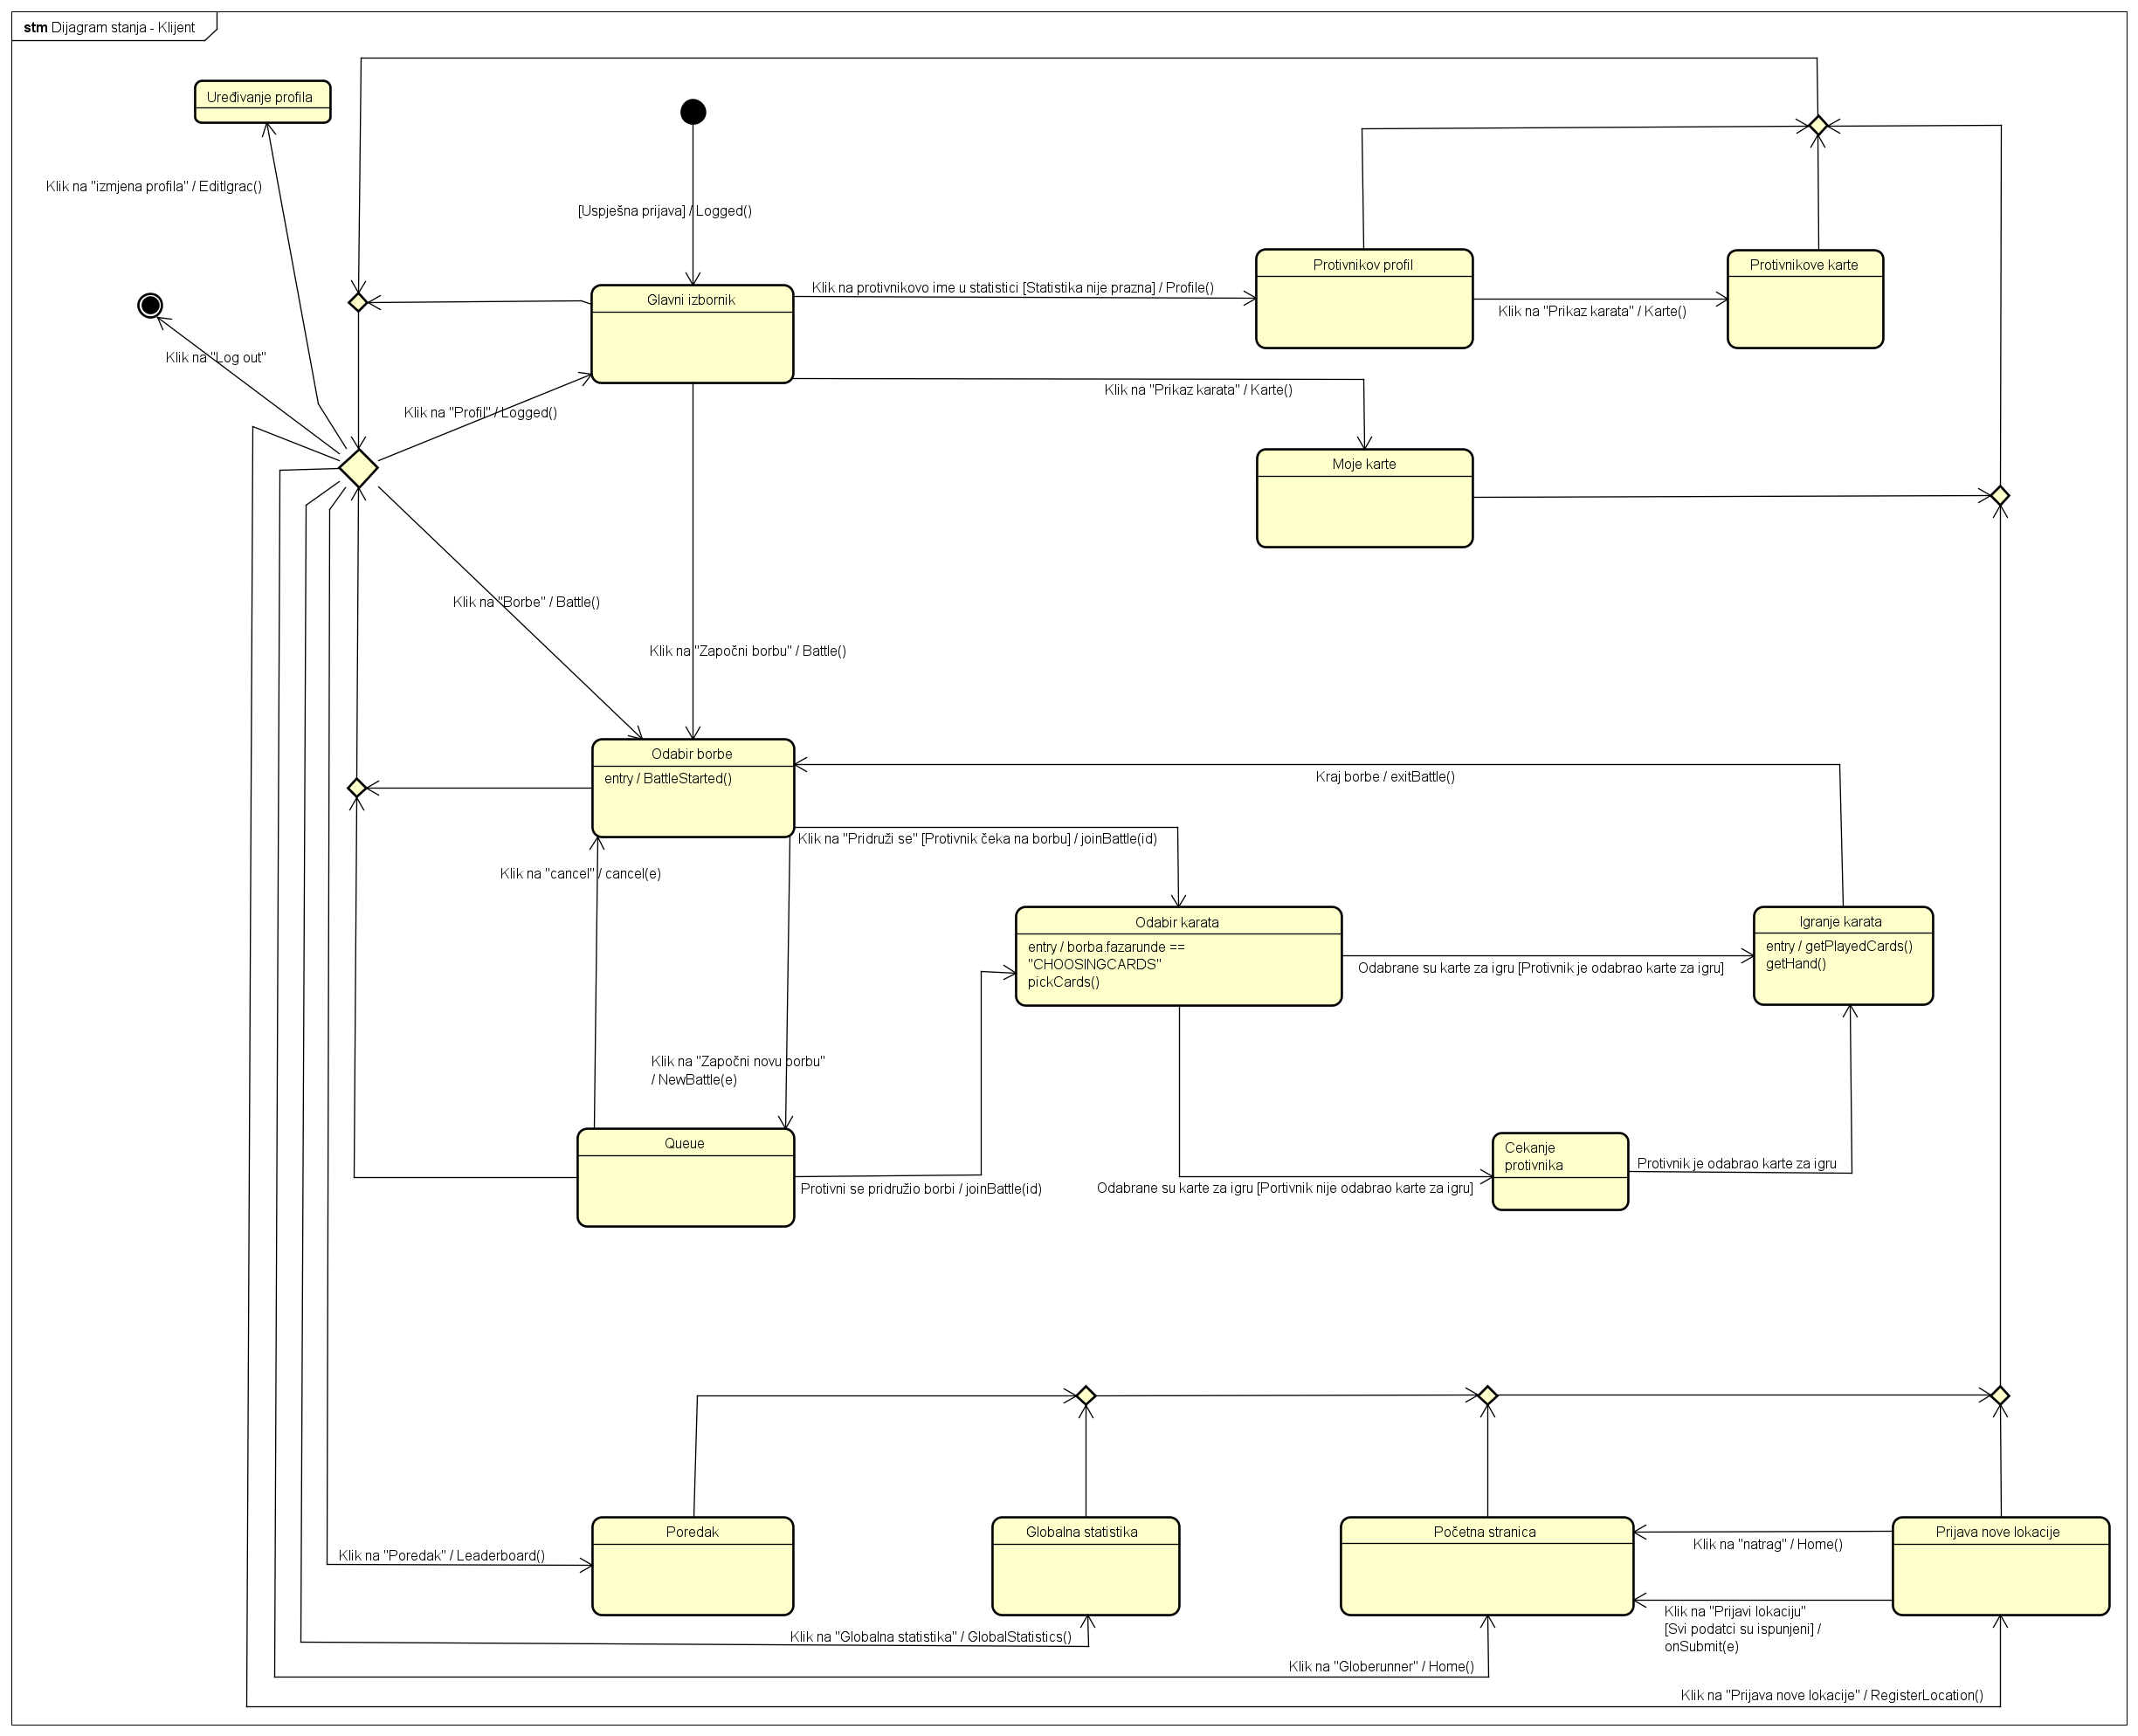 stm Dijagram stanja - Klijent
Uređivanje profila
Klik na "izmjena profila" / EditIgrac()
[Uspješna prijava] / Logged()
Klik na "Log out"
Glavni izbornik
Klik na protivnikovo ime u statistici [Statistika nije prazna] / Profile()
Protivnikov profil
Klik na "Prikaz karata" / Karte()
Protivnikove karte
Klik na "Profil" / Logged()
Klik na "Prikaz karata" / Karte()
Moje karte
Klik na "Borbe" / Battle()
Klik na "Započni borbu" / Battle()
Odabir borbe
entry / BattleStarted()
Kraj borbe / exitBattle()
Klik na "Pridruži se" [Protivnik čeka na borbu] / joinBattle(id)
Klik na "cancel" / cancel(e)
Odabir karata
entry / borba.fazarunde ==
"CHOOSINGCARDS"
pickCards()
Odabrane su karte za igru [Protivnik je odabrao karte za igru]
Igranje karata
entry / getPlayedCards()
getHand()
Klik na "Započni novu borbu"
/ NewBattle(e)
Queue
Protivni se pridružio borbi / joinBattle(id)
Odabrane su karte za igru [Portivnik nije odabrao karte za igru]
Cekanje
protivnika
Protivnik je odabrao karte za igru
Poredak
Globalna statistika
Početna stranica
Prijava nove lokacije
Klik na "natrag" / Home()
Klik na "Poredak" / Leaderboard()
Klik na "Prijavi lokaciju"
[Svi podatci su ispunjeni] /
onSubmit(e)
Klik na "Globalna statistika" / GlobalStatistics()
Klik na "Globerunner" / Home()
Klik na "Prijava nove lokacije" / RegisterLocation()